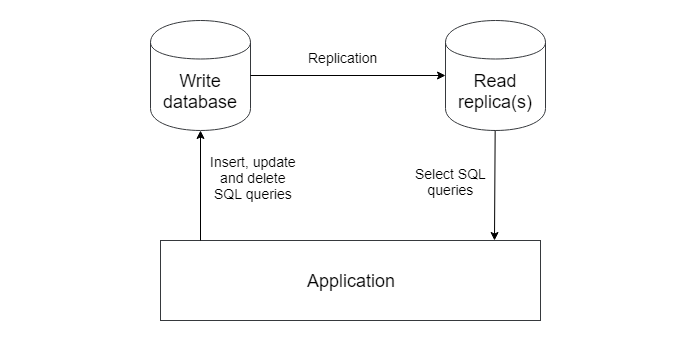 Replication
Write
database
Read
replica(s)
Insert, update
and delete
SQL queries
Select SQL
queries
Application